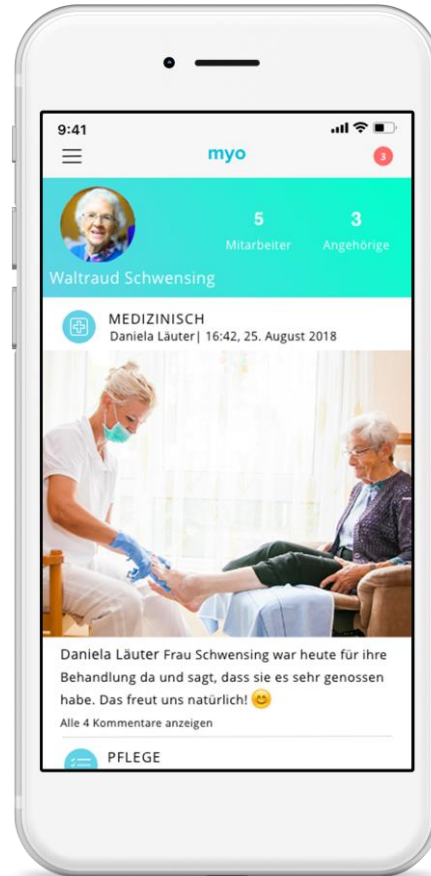 9:41
myo
3
5
3
Mitarbeiter
Angehörige
Waltraud Schwensing
MEDIZINISCH
Daniela Läuter| 16:42, 25. August 2018
Daniela Läuter Frau Schwensing war heute für ihre
Behandlung da und sagt, dass sie es sehr genossen
habe. Das freut uns natürlich! 😊
Alle 4 Kommentare anzeigen
PFLEGE